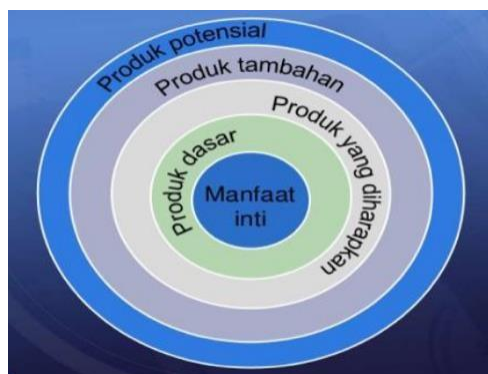 Produk potensial
Produk tambahan
Produk yang diharapkan
Produk dasar
Manfaat
inti